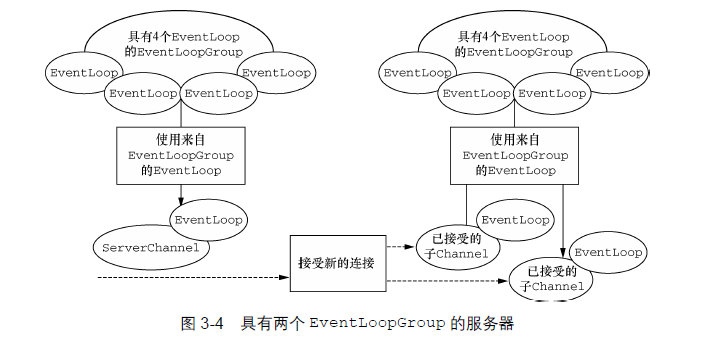 具有4个EventLoop
的EventLoopGroup
EventLoop
EventLoop
EventLoop
EventLoop
使用来自
EventLoopGroup
的EventLoop
EventLoop
ServerChannel
接受新的连接
具有4个EventLoop
的EventLoopGroup
EventLoop
EventLoop
EventLoop
EventLoop
使用来自
EventLoopGroup
的EventLoop
EventLoop
已接受的
子Channel
EventLoop
已接受的
子Channel
图 3-4 具有两个 EventLoopGroup 的服务器